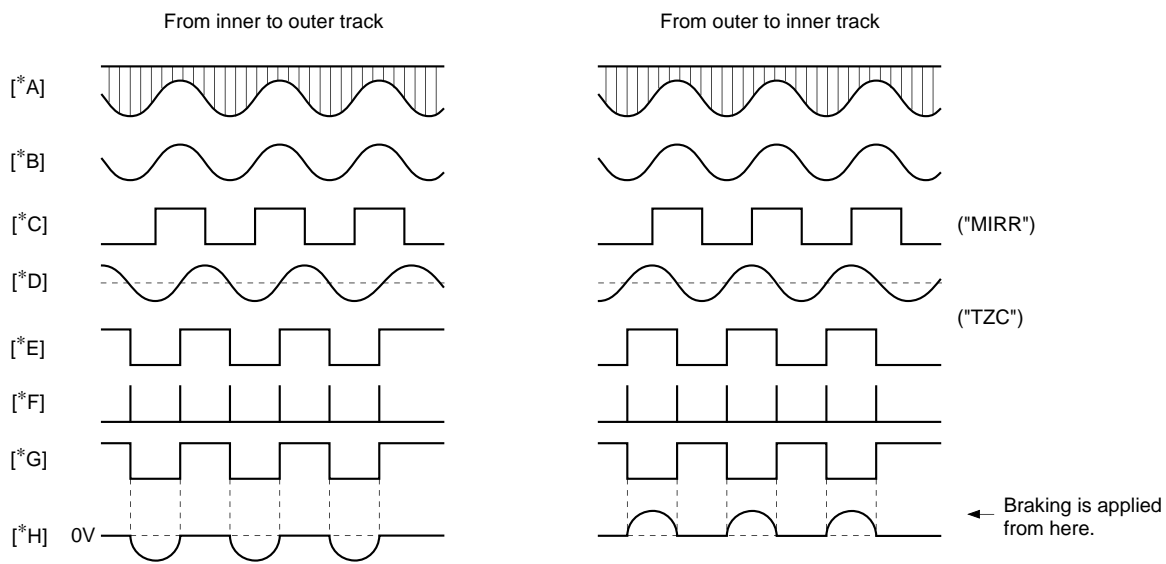 From inner to outer track
From outer to inner track
[*A]
[*B]
[*C]
("MIRR")
[*D]
("TZC")
[*E]
[*F]
[*G]
[*H]
0V
Braking is applied
from here.